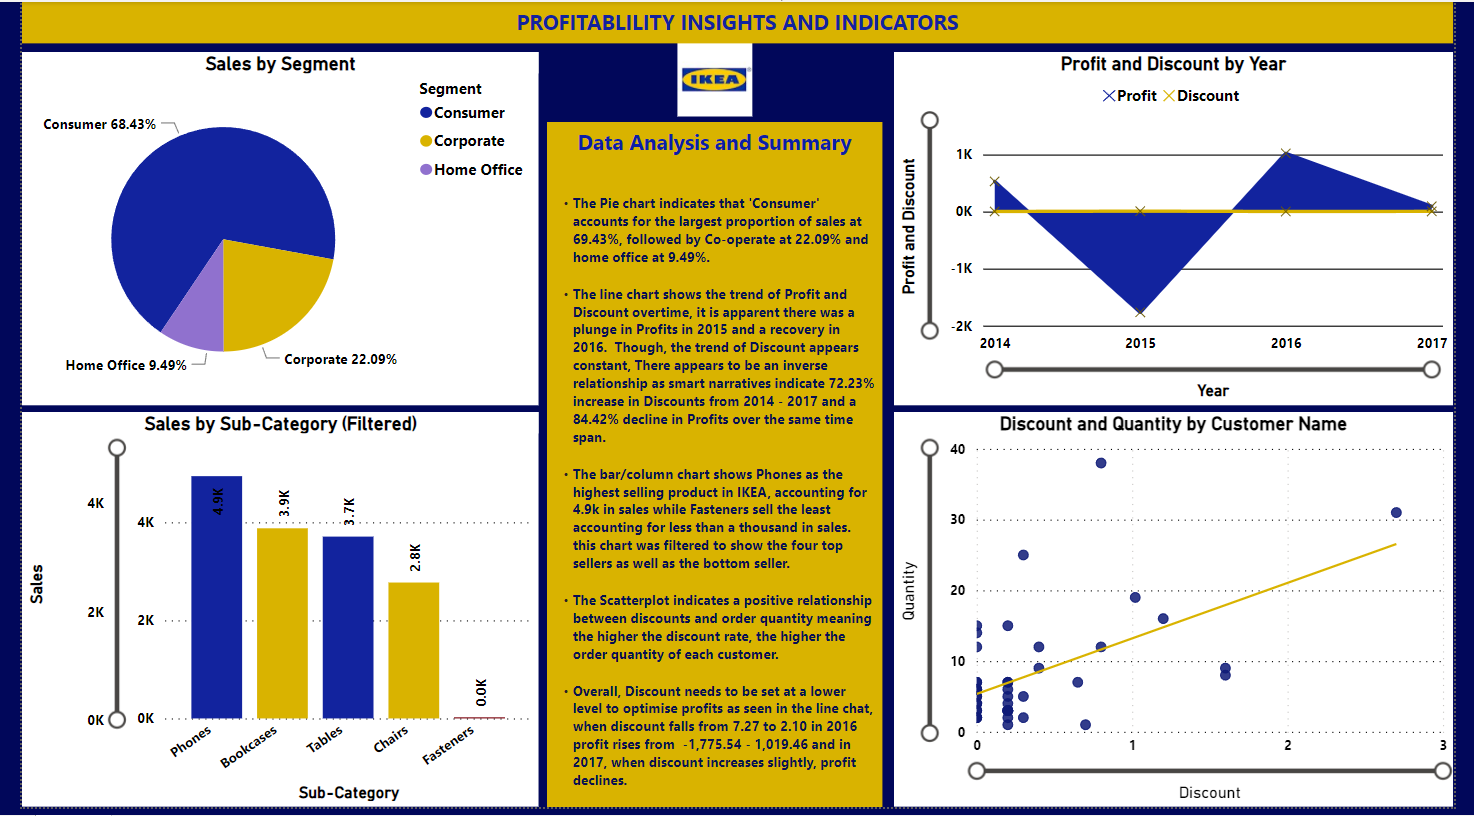 PROFITABLILITY INSIGHTS AND INDICATORS
Sales by Segment
Segment
Consumer
Corporate
Home Office
Consumer 68.43%
Home Office 9.49%
Corporate 22.09%
Sales by Sub-Category (Filtered)
Sales
4K
2K
0K
4K
2K
0K
4.9K
3.9K
3.7K
2.8K
0.0K
Phones
Bookcases
Tables
Chairs
Fasteners
Sub-Category
IKEA
Data Analysis and Summary
• The Pie chart indicates that 'Consumer'
accounts for the largest proportion of sales at
69.43%, followed by Co-operate at 22.09% and
home office at 9.49%.
• The line chart shows the trend of Profit and
Discount overtime, it is apparent there was a
plunge in Profits in 2015 and a recovery in
2016. Though, the trend of Discount appears
constant, There appears to be an inverse
relationship as smart narratives indicate 72.23%
increase in Discounts from 2014 - 2017 and a
84.42% decline in Profits over the same time
span.
• The bar/column chart shows Phones as the
highest selling product in IKEA, accounting for
4.9k in sales while Fasteners sell the least
accounting for less than a thousand in sales.
this chart was filtered to show the four top
sellers as well as the bottom seller.
• The Scatterplot indicates a positive relationship
between discounts and order quantity meaning
the higher the discount rate, the higher the
order quantity of each customer.
• Overall, Discount needs to be set at a lower
level to optimise profits as seen in the line chat,
when discount falls from 7.27 to 2.10 in 2016
profit rises from -1,775.54 - 1,019.46 and in
2017, when discount increases slightly, profit
declines.
Profit and Discount by Year
Profit Discount
Profit and Discount
1K
0K
-1K
-2K
2014 2015 2016 2017
Year
Discount and Quantity by Customer Name
Quantity
40
30
20
10
0
0 1 2 3
Discount